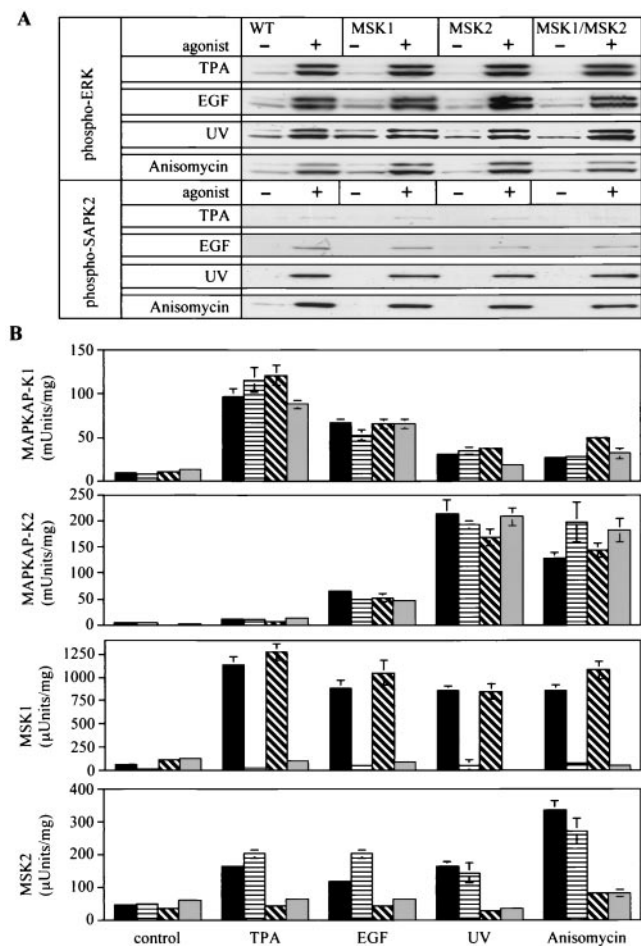 A
WT MSK1 MSK2 MSK1/MSK2
agonist − + − + − + − +
phospho-ERK
TPA
EGF
UV
Anisomycin
phospho-SAPK2
agonist − + − + − + − +
TPA
EGF
UV
Anisomycin
B
MAPKAP-K1
(mUnits/mg)
150
100
50
0
MAPKAP-K2
(mUnits/mg)
250
200
150
100
50
0
MSK1
(μUnits/mg)
1250
1000
750
500
250
0
MSK2
(μUnits/mg)
400
300
200
100
0
control TPA EGF UV Anisomycin